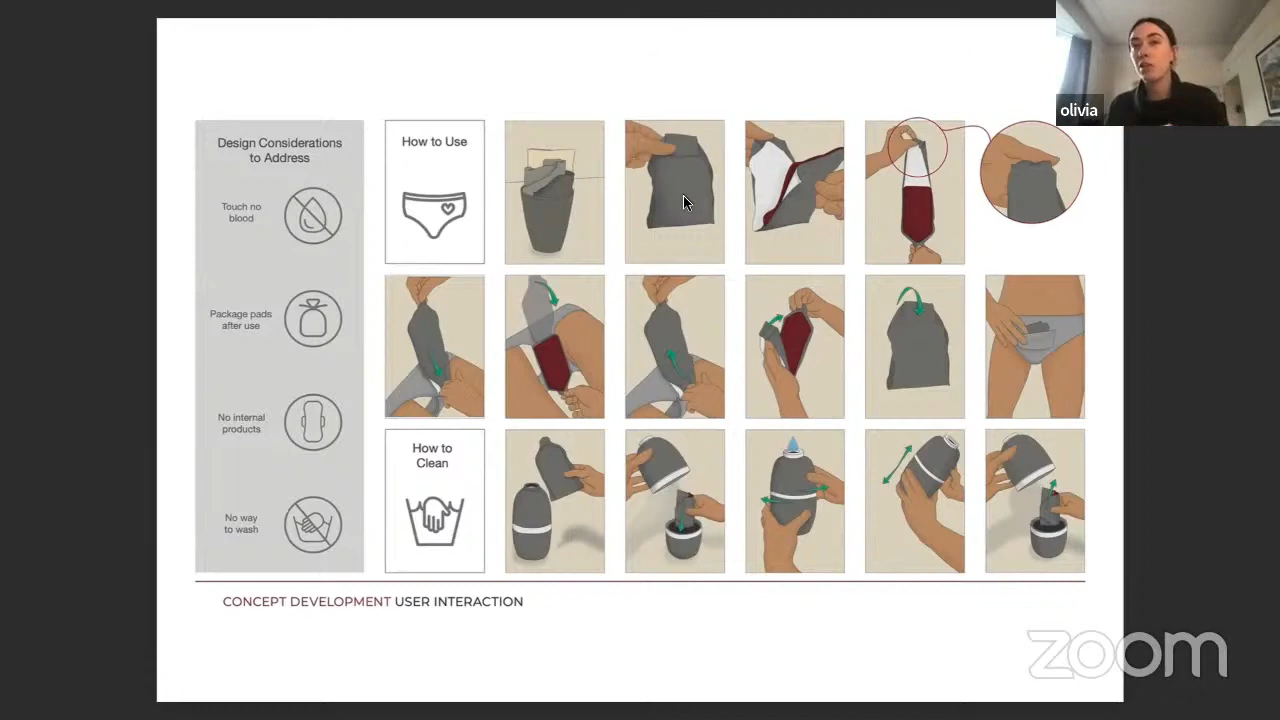 olivia
Design Considerations
to Address
How to Use
Touch no
blood
Package pads
after use
No internal
products
How to
Clean
No way
to wash
CONCEPT DEVELOPMENT USER INTERACTION
zoom